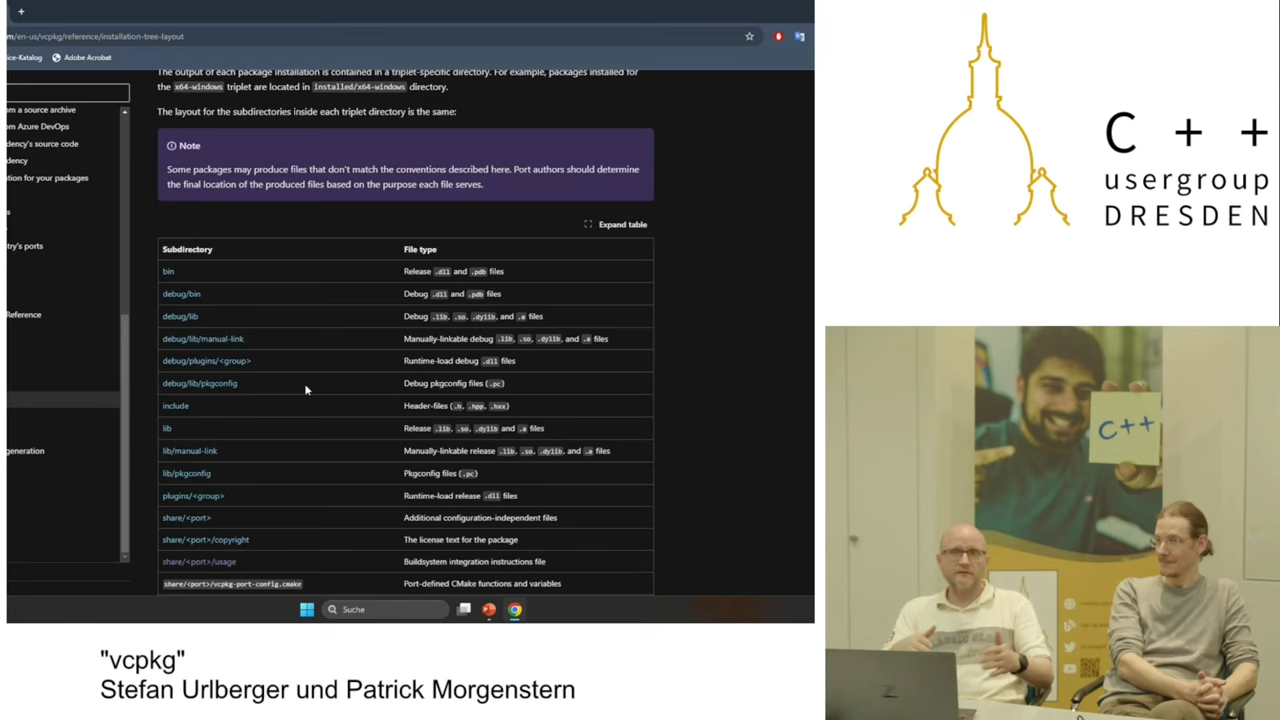 +
m/en-us/vcpkg/reference/installation-tree-layout
ice-Katalog Adobe Acrobat
om a source archive
om Azure DevOps
dency's source code
dency
tion for your packages
s
try's ports
Reference
eneration
The output of each package installation is contained in a triplet-specific directory. For example, packages installed for
the x64-windows triplet are located in installed/x64-windows directory.
The layout for the subdirectories inside each triplet directory is the same:
Note
Some packages may produce files that don't match the conventions described here. Port authors should determine
the final location of the produced files based on the purpose each file serves.
Expand table
Subdirectory File type
bin Release .dll and .pdb files
debug/bin Debug .dll and .pdb files
debug/lib Debug .lib, .so, .dylib, and .a files
debug/lib/manual-link Manually-linkable debug .lib, .so, .dylib, and .a files
debug/plugins/<group> Runtime-load debug .dll files
debug/lib/pkgconfig Debug pkgconfig files (.pc)
include Header-files (.h, .hpp, .hxx)
lib Release .lib, .so, .dylib and .a files
lib/manual-link Manually-linkable release .lib, .so, .dylib, and .a files
lib/pkgconfig Pkgconfig files (.pc)
plugins/<group> Runtime-load release .dll files
share/<port> Additional configuration-independent files
share/<port>/copyright The license text for the package
share/<port>/usage Buildsystem integration instructions file
share/<port>/vcpkg-port-config.cmake Port-defined CMake functions and variables
Suche
C++
usergroup
DRESDEN
C++
"vcpkg"
Stefan Urlberger und Patrick Morgenstern